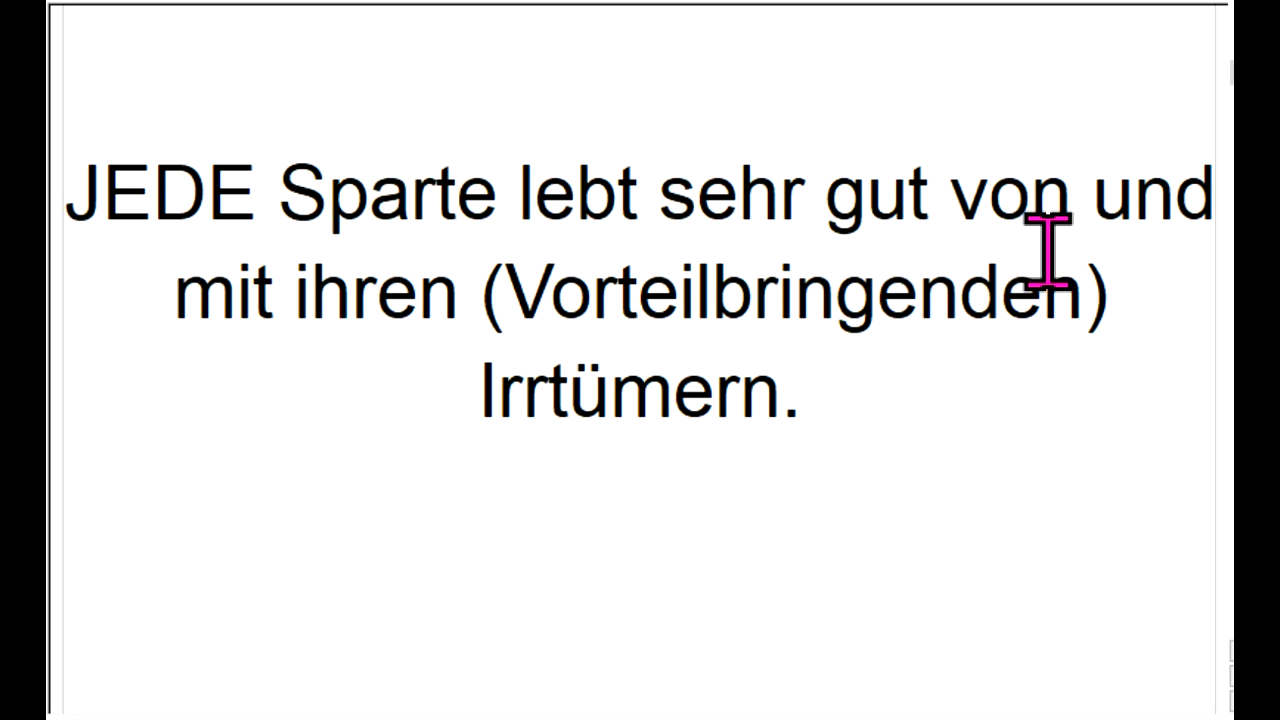 JEDE Sparte lebt sehr gut von und
mit ihren (Vorteilbringenden)
Irrtümern.